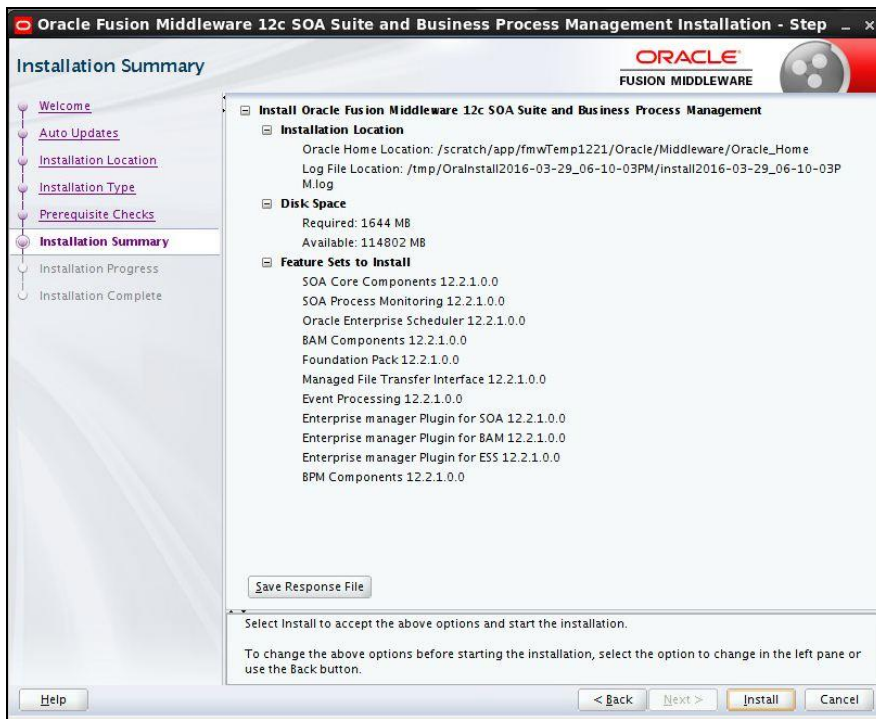 Oracle Fusion Middleware 12c SOA Suite and Business Process Management Installation - Step
Installation Summary
ORACLE
FUSION MIDDLEWARE
Welcome
Auto Updates
Installation Location
Installation Type
Prerequisite Checks
Installation Summary
Installation Progress
Installation Complete
Install Oracle Fusion Middleware 12c SOA Suite and Business Process Management
Installation Location
Oracle Home Location: /scratch/app/fmwTemp1221/Oracle/Middleware/Oracle_Home
Log File Location: /tmp/OraInstall2016-03-29_06-10-03PM/install2016-03-29_06-10-03P
M.log
Disk Space
Required: 1644 MB
Available: 114802 MB
Feature Sets to Install
SOA Core Components 12.2.1.0.0
SOA Process Monitoring 12.2.1.0.0
Oracle Enterprise Scheduler 12.2.1.0.0
BAM Components 12.2.1.0.0
Foundation Pack 12.2.1.0.0
Managed File Transfer Interface 12.2.1.0.0
Event Processing 12.2.1.0.0
Enterprise manager Plugin for SOA 12.2.1.0.0
Enterprise manager Plugin for BAM 12.2.1.0.0
Enterprise manager Plugin for ESS 12.2.1.0.0
BPM Components 12.2.1.0.0
Save Response File
Select Install to accept the above options and start the installation.
To change the above options before starting the installation, select the option to change in the left pane or
use the Back button.
Help
< Back
Next >
Install
Cancel